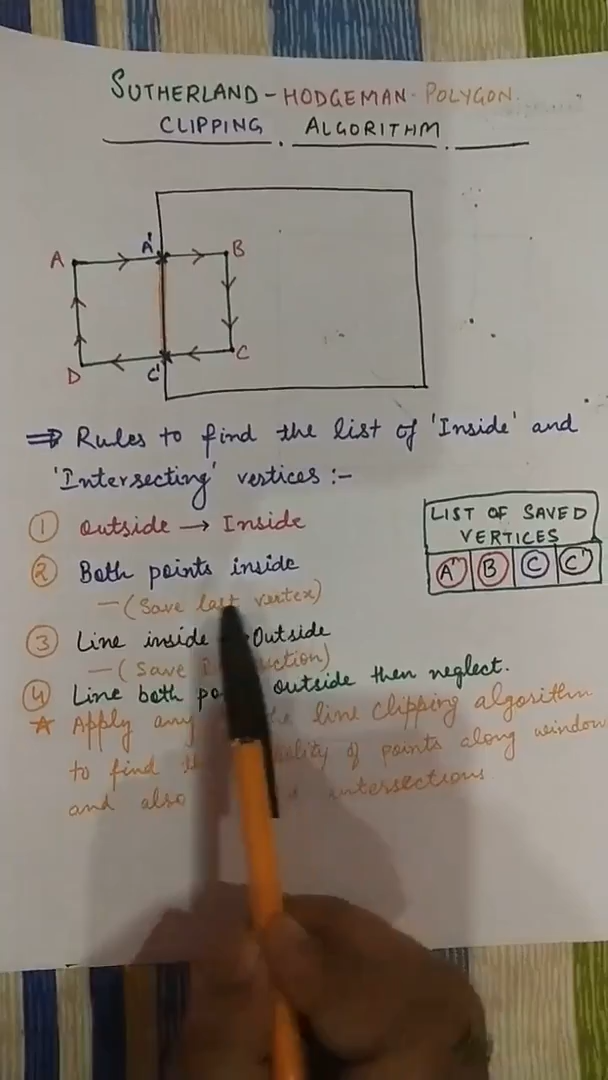 SUTHERLAND-HODGEMAN POLYGON
CLIPPING ALGORITHM
A A' B
D C' C
⇒ Rules to find the list of 'Inside' and
'Intersecting' vertices :-
① Outside → Inside
② Both points inside
- (Save last vertex)
③ Line inside Outside
- (Save
④ Line both outside then neglect.
☆ Apply any line clipping algorithm
to find of points along window
and also intersections.
LIST OF SAVED
VERTICES
A' B C C'